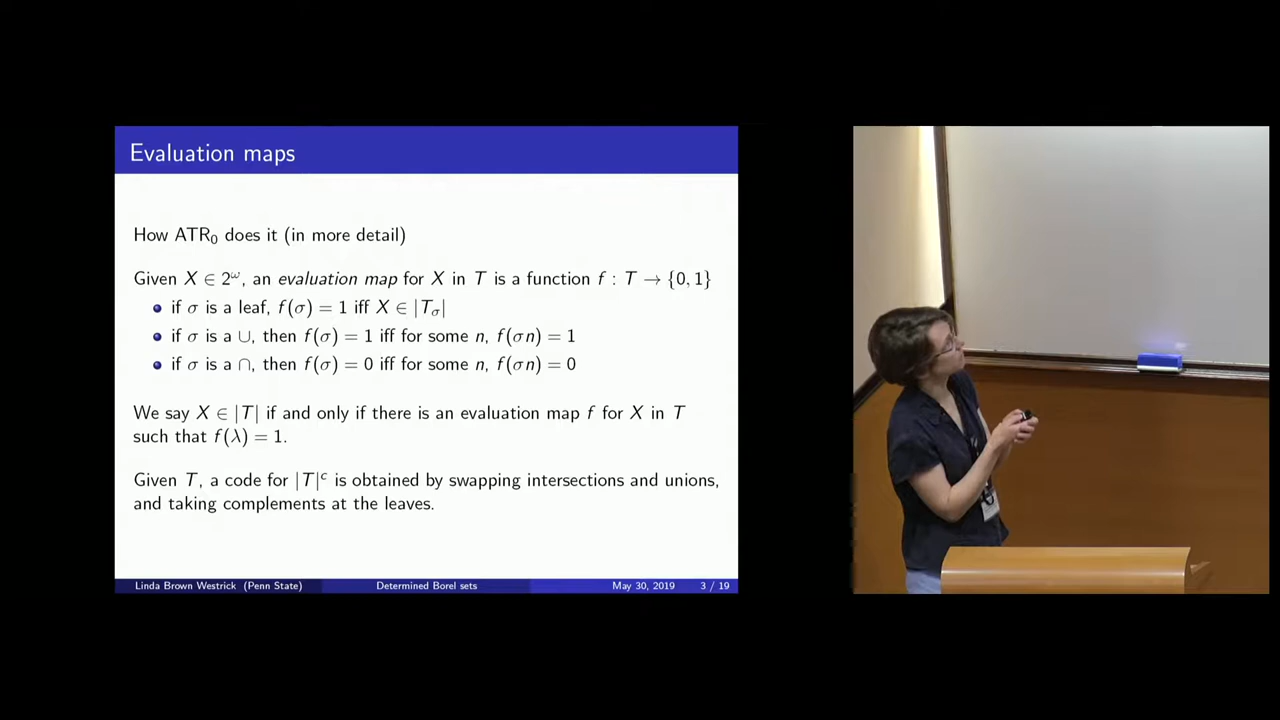 Evaluation maps
How ATR₀ does it (in more detail)
Given X ∈ 2^ω, an evaluation map for X in T is a function f : T → {0, 1}
if σ is a leaf, f(σ) = 1 iff X ∈ |T_σ|
if σ is a ∪, then f(σ) = 1 iff for some n, f(σn) = 1
if σ is a ∩, then f(σ) = 0 iff for some n, f(σn) = 0
We say X ∈ |T| if and only if there is an evaluation map f for X in T
such that f(λ) = 1.
Given T, a code for |T|^c is obtained by swapping intersections and unions,
and taking complements at the leaves.
Linda Brown Westrick (Penn State) Determined Borel sets May 30, 2019 3 / 19